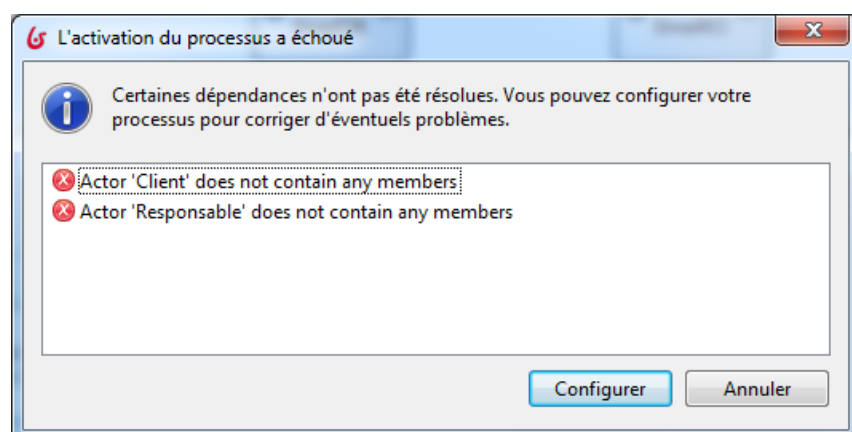 L'activation du processus a échoué
Certaines dépendances n'ont pas été résolues. Vous pouvez configurer votre
processus pour corriger d'éventuels problèmes.
Actor 'Client' does not contain any members
Actor 'Responsable' does not contain any members
Configurer
Annuler